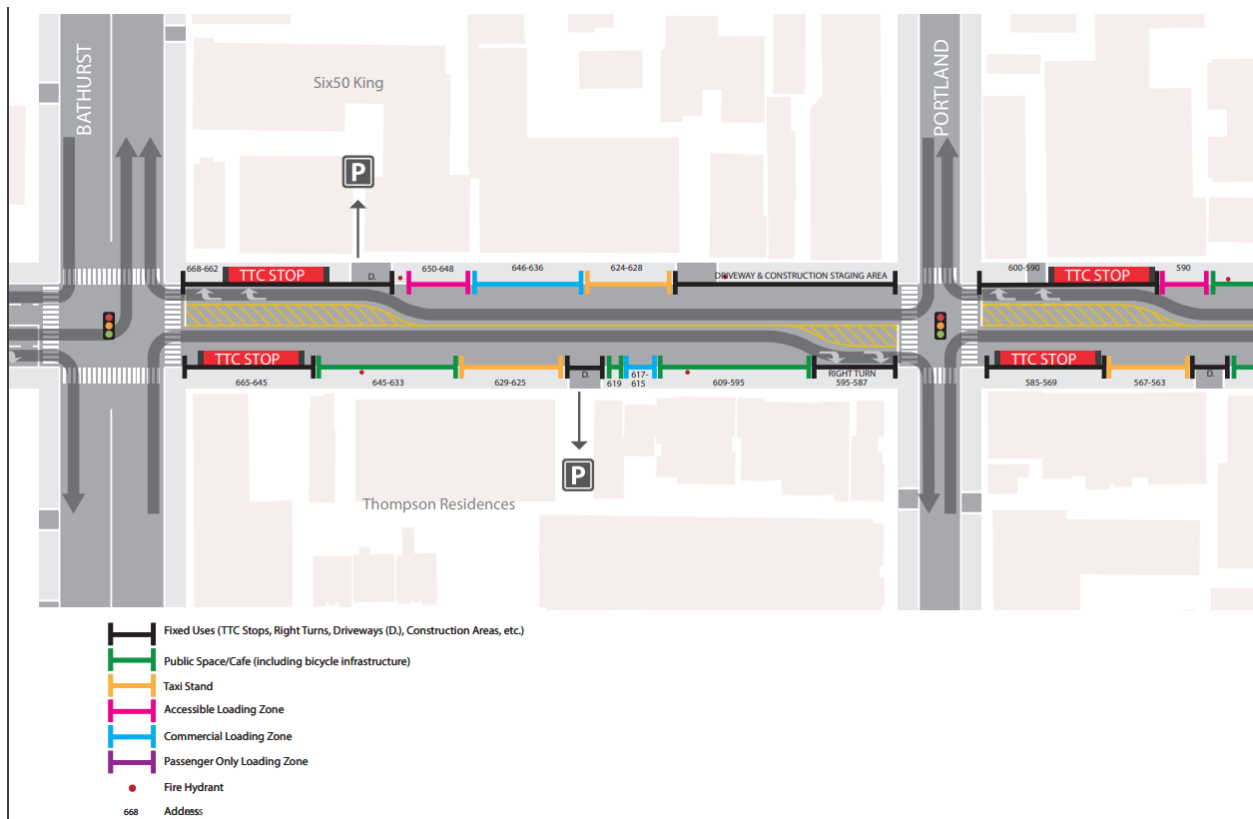 BATHURST
PORTLAND
Six50 King
P
668-662
TTC STOP
D.
650-648
646-636
624-628
DRIVEWAY & CONSTRUCTION STAGING AREA
600-590
TTC STOP
590
TTC STOP
D.
TTC STOP
D.
665-645
645-633
629-625
619
617-
615
609-595
RIGHT TURN
595-587
585-569
567-563
P
Thompson Residences
Fixed Uses (TTC Stops, Right Turns, Driveways (D.), Construction Areas, etc.)
Public Space/Cafe (including bicycle infrastructure)
Taxi Stand
Accessible Loading Zone
Commercial Loading Zone
Passenger Only Loading Zone
Fire Hydrant
668 Address